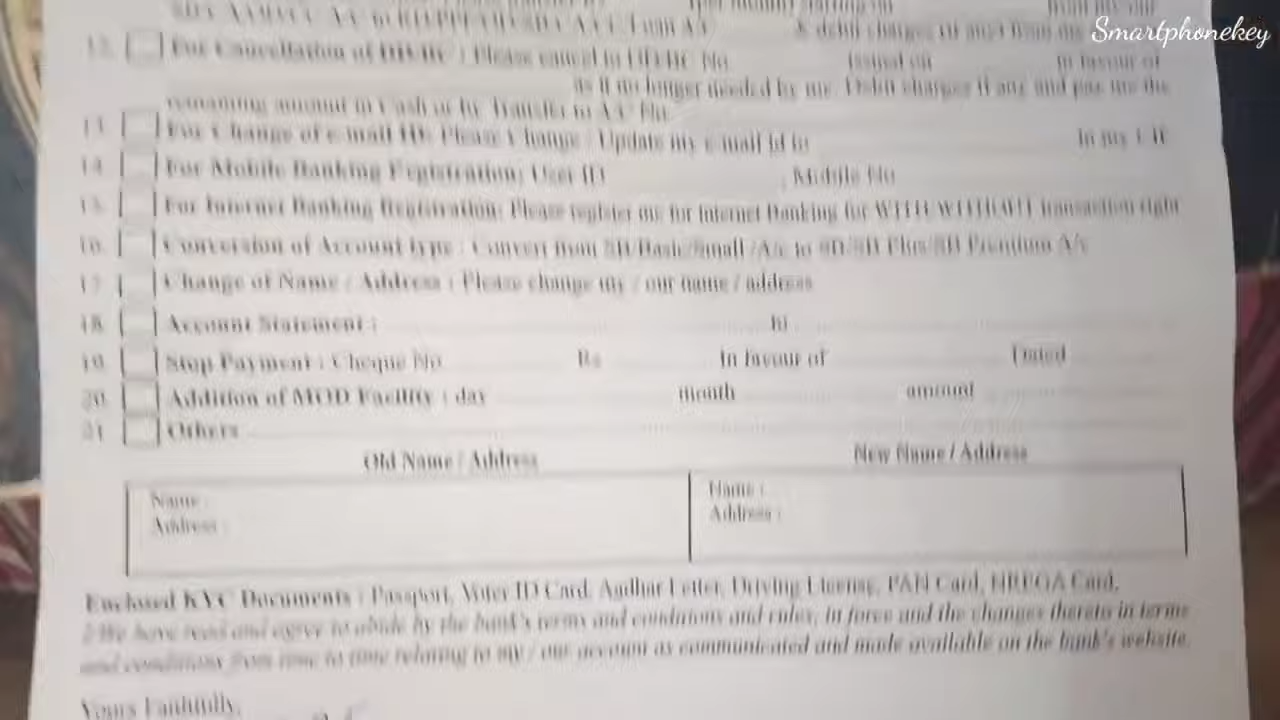 Smartphonekey
12. For Cancellation of DD/BC : Please cancel to DD/BC No. issued on in favour of
as it no longer needed by me. Debit charges if any and pay me the
remaining amount in Cash or by Transfer to A/C No.
13. For Change of e-mail ID: Please Change / Update my e-mail Id to In my CIF
14. For Mobile Banking Registration; User ID , Mobile No
15. For Internet Banking Registration; Please register me for Internet Banking for WITH/WITHOUT transaction right
16. Conversion of Account type : Convert from SB/Basic/Small /A/c to SB/SB Plus/SB Premium A/c
17. Change of Name / Address : Please change my / our name / address
18. Account Statement : to
19. Stop Payment : Cheque No. Rs In favour of Dated
20. Addition of MOD Facility : day month amount
21. Others
Old Name / Address New Name / Address
Name : Name :
Address : Address :
Enclosed KYC Documents : Passport, Voter ID Card, Aadhar Letter, Driving License, PAN Card, NREGA Card,
I/We have read and agree to abide by the bank's terms and conditions and rules, in force and the changes thereto in terms
and conditions from time to time relating to my / our account as communicated and made available on the bank's website.
Yours Faithfully,